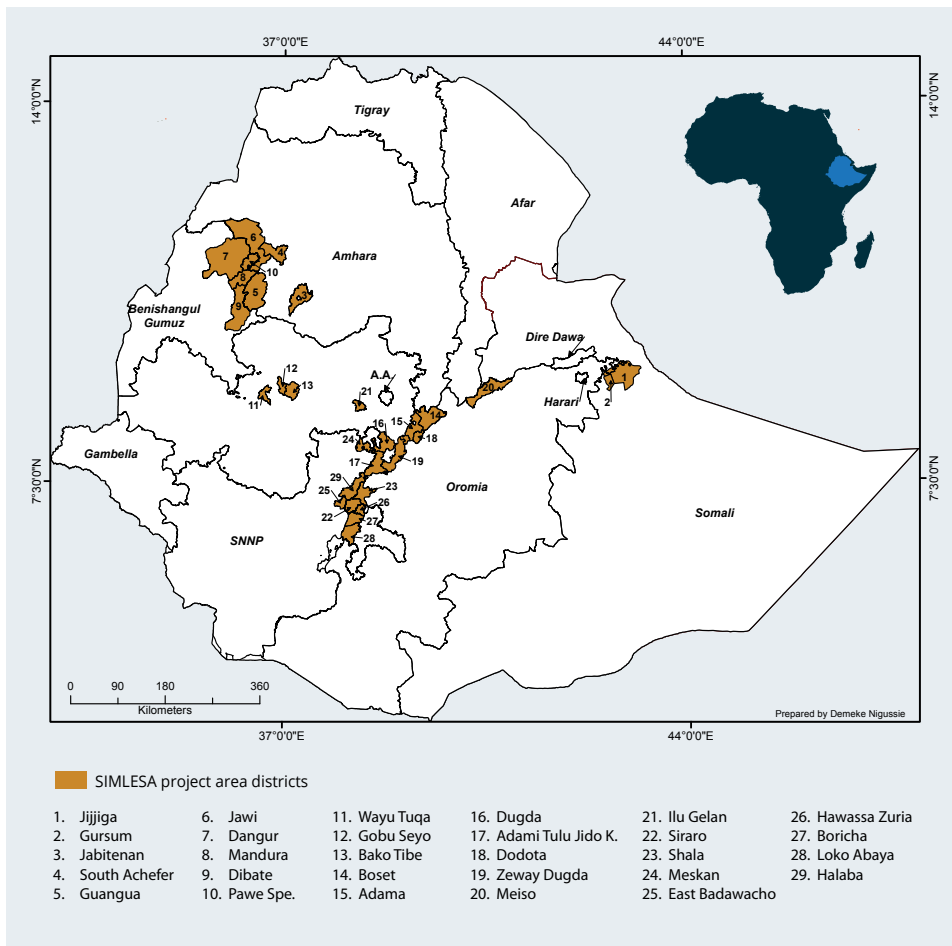 37°0'0"E 44°0'0"E
14°0'0"N 14°0'0"N
Tigray
Afar
6
7 4
Amhara
10
8
5
3
9
Benishangul
Gumuz
Dire Dawa
12 A.A. 1
13 21 20
11 Harari 2
15 14
16
24 18
Gambella 17 19
29 23
7°30'0"N 7°30'0"N
25 Oromia
26
22 27 Somali
SNNP 28
0 90 180 360
Kilometers
Prepared by Demeke Nigussie
37°0'0"E 44°0'0"E
SIMLESA project area districts
1. Jijjiga
2. Gursum
3. Jabitenan
4. South Achefer
5. Guangua
6. Jawi
7. Dangur
8. Mandura
9. Dibate
10. Pawe Spe.
11. Wayu Tuqa
12. Gobu Seyo
13. Bako Tibe
14. Boset
15. Adama
16. Dugda
17. Adami Tulu Jido K.
18. Dodota
19. Zeway Dugda
20. Meiso
21. Ilu Gelan
22. Siraro
23. Shala
24. Meskan
25. East Badawacho
26. Hawassa Zuria
27. Boricha
28. Loko Abaya
29. Halaba